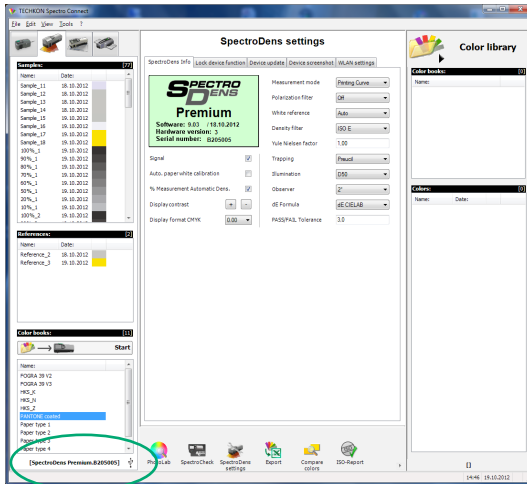 TECHKON Spectro Connect
File Edit View Tools ?
Samples: [77]
Name: Date:
Sample_11 18.10.2012
Sample_12 18.10.2012
Sample_13 18.10.2012
Sample_14 18.10.2012
Sample_15 19.10.2012
Sample_16 19.10.2012
Sample_17 19.10.2012
Sample_18 19.10.2012
100%_1 19.10.2012
90%_1 19.10.2012
80%_1 19.10.2012
70%_1 19.10.2012
60%_1 19.10.2012
50%_1 19.10.2012
20%_1 19.10.2012
10%_1 19.10.2012
100%_2 19.10.2012
References: [2]
Name: Date:
Reference_2 18.10.2012
Reference_3 19.10.2012
Color books: [11]
Start
Name:
FOGRA 39 V2
FOGRA 39 V3
HKS_K
HKS_N
HKS_Z
PANTONE coated
Paper type 1
Paper type 2
Paper type 3
Paper type 4
[SpectroDens Premium.B205005]
SpectroDens settings
SpectroDens Info Lock device function Device update Device screenshot WLAN settings
SPECTRO
DENS
Premium
Software: 9.03 / 18.10.2012
Hardware version: 3
Serial number: B205005
Signal
Auto. paper white calibration
% Measurement Automatic Dens.
Display contrast + -
Display format CMYK 0.00
Measurement mode Printing Curve
Polarization filter Off
White reference Auto
Density filter ISO E
Yule Nielsen factor 1.00
Trapping Preucil
Illumination D50
Observer 2°
dE Formula dE CIELAB
PASS/FAIL Tolerance 3.0
PhotoLab SpectroCheck SpectroDens settings Export Compare colors ISO-Report
Color library
Color books: [0]
Name:
Colors: [0]
Name: Date:
[]
14:46 19.10.2012